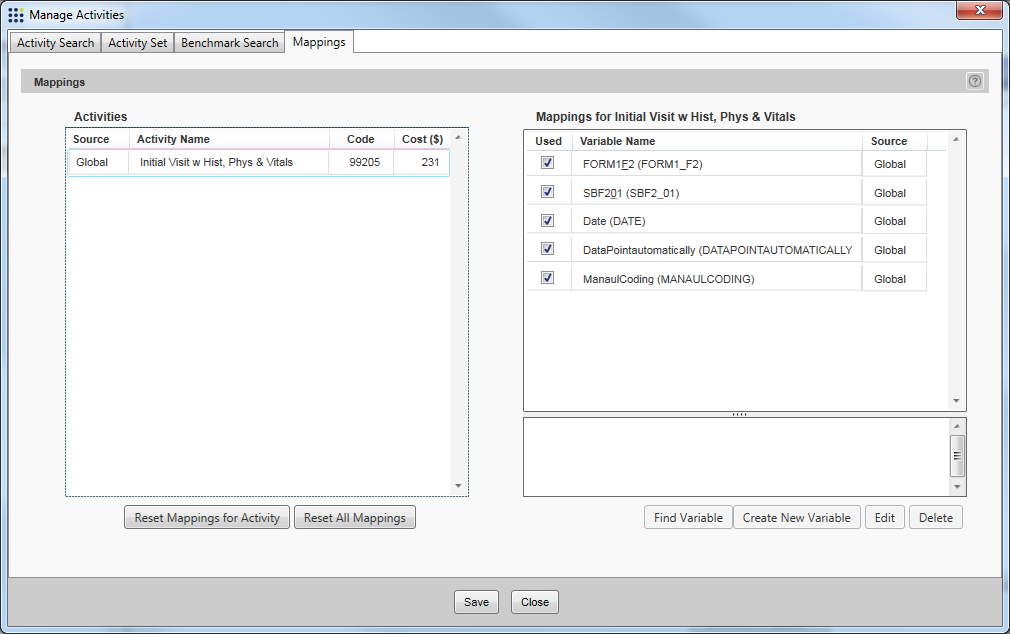 Manage Activities
Activity Search Activity Set Benchmark Search Mappings
Mappings
Activities
Source Activity Name Code Cost ($)
Global Initial Visit w Hist, Phys & Vitals 99205 231
Reset Mappings for Activity Reset All Mappings
Mappings for Initial Visit w Hist, Phys & Vitals
Used Variable Name Source
FORM1F2 (FORM1_F2) Global
SBF201 (SBF2_01) Global
Date (DATE) Global
DataPointautomatically (DATAPOINTAUTOMATICALLY Global
ManaulCoding (MANAULCODING) Global
Find Variable Create New Variable Edit Delete
Save Close